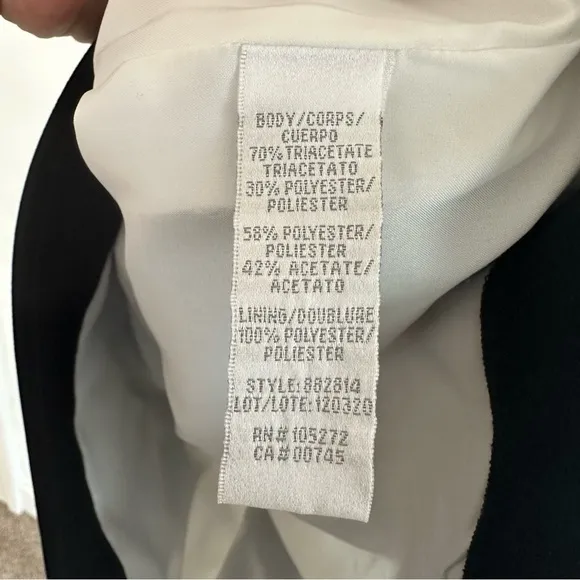 BODY/CORPS/
CUERPO
70% TRIACETATE
TRIACETATO
30% POLYESTER/
POLIESTER
58% POLYESTER/
POLIESTER
42% ACETATE/
ACETATO
LINING/DOUBLURE
100% POLYESTER/
POLIESTER
STYLE:882814
LOT/LOTE:120320
RN# 105272
CA# 00745